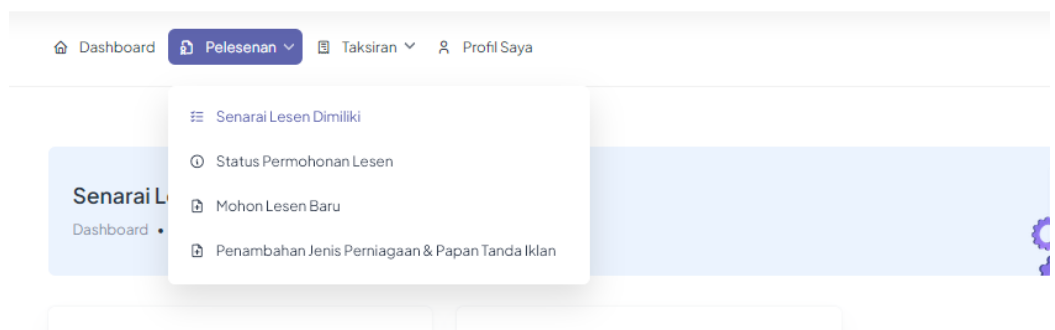 Dashboard Pelesenan Taksiran Profil Saya
Senarai Lesen Dimiliki
Status Permohonan Lesen
Mohon Lesen Baru
Penambahan Jenis Perniagaan & Papan Tanda Iklan
Senarai L
Dashboard •